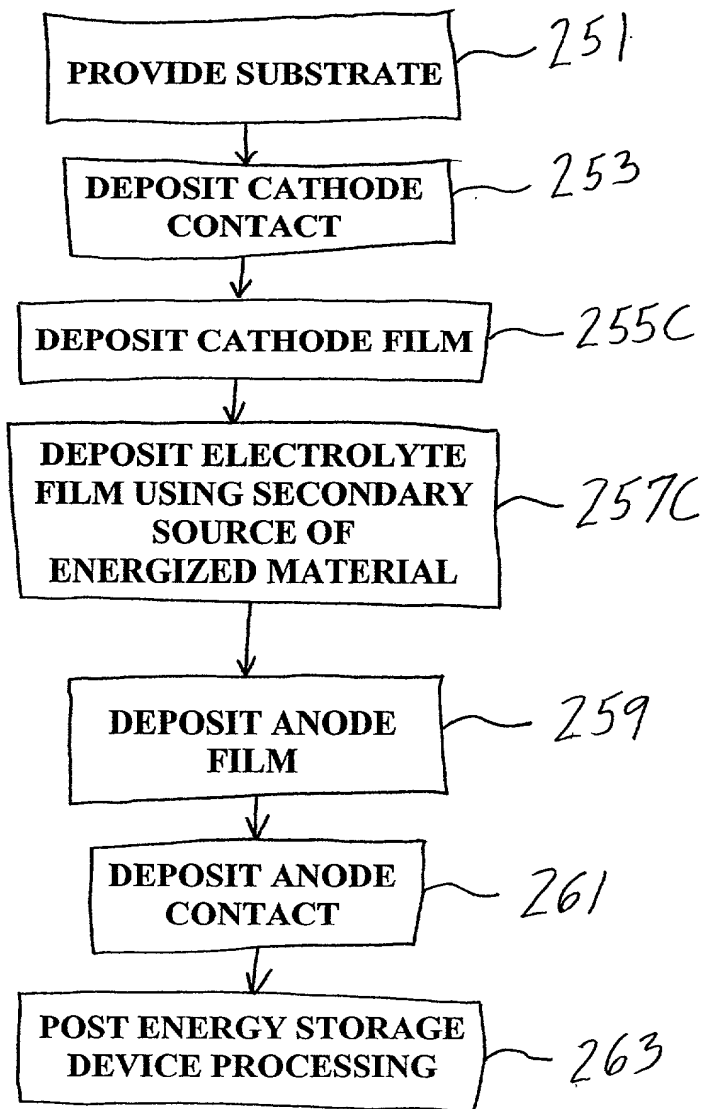 PROVIDE SUBSTRATE
251
DEPOSIT CATHODE
CONTACT
253
DEPOSIT CATHODE FILM
255C
DEPOSIT ELECTROLYTE
FILM USING SECONDARY
SOURCE OF
ENERGIZED MATERIAL
257C
DEPOSIT ANODE
FILM
259
DEPOSIT ANODE
CONTACT
261
POST ENERGY STORAGE
DEVICE PROCESSING
263